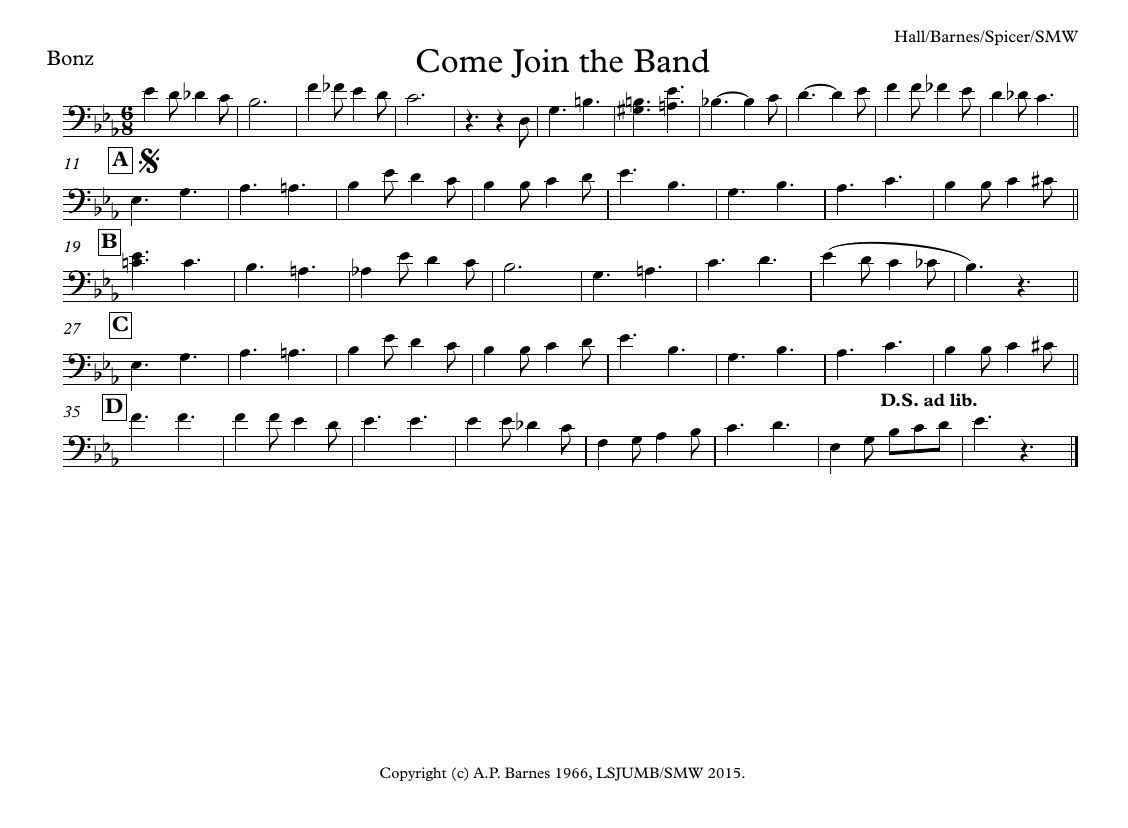 Hall/Barnes/Spicer/SMW
Bonz
Come Join the Band
6
8
11 A
19 B
27 C
D.S. ad lib.
35 D
Copyright (c) A.P. Barnes 1966, LSJUMB/SMW 2015.